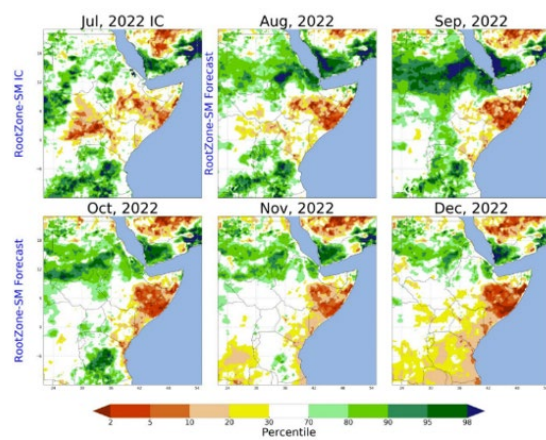 Jul, 2022 IC
Aug, 2022
Sep, 2022
RootZone-SM IC
RootZone-SM Forecast
Oct, 2022
Nov, 2022
Dec, 2022
RootZone-SM Forecast
2 5 10 20 30 70 80 90 95 98
Percentile